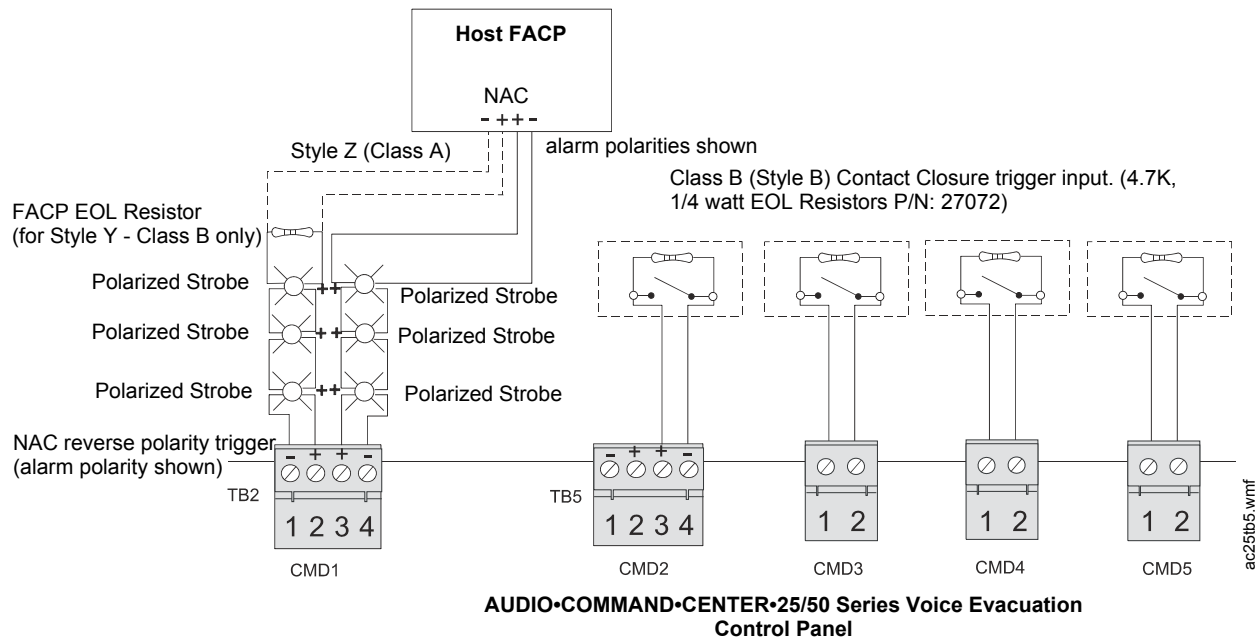 Host FACP
NAC
- + + -
alarm polarities shown
Style Z (Class A)
Class B (Style B) Contact Closure trigger input. (4.7K,
1/4 watt EOL Resistors P/N: 27072)
FACP EOL Resistor
(for Style Y - Class B only)
Polarized Strobe
++
Polarized Strobe
Polarized Strobe
++
Polarized Strobe
Polarized Strobe
++
Polarized Strobe
NAC reverse polarity trigger
(alarm polarity shown)
- + + -
TB2
1 2 3 4
CMD1
- + + -
TB5
1 2 3 4
CMD2
1 2
CMD3
1 2
CMD4
1 2
CMD5
ac25tb5.wmf
AUDIO•COMMAND•CENTER•25/50 Series Voice Evacuation
Control Panel